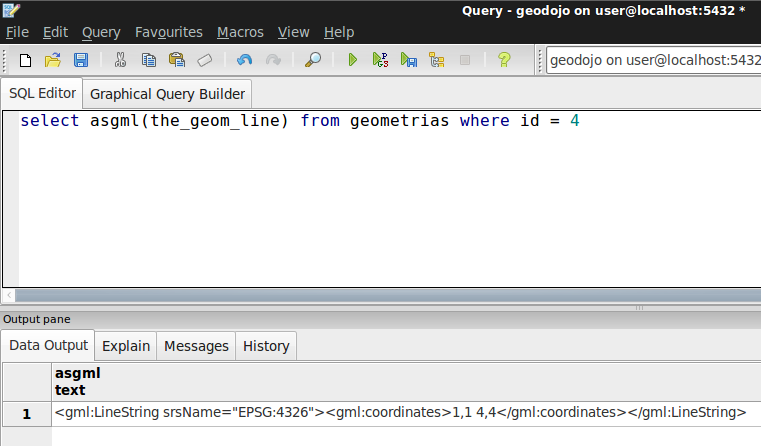 Query - geodojo on user@localhost:5432 *
File Edit Query Favourites Macros View Help
geodojo on user@localhost:5432
SQL Editor Graphical Query Builder
select asgml(the_geom_line) from geometrias where id = 4
Output pane
Data Output Explain Messages History
asgml
text
1 <gml:LineString srsName="EPSG:4326"><gml:coordinates>1,1 4,4</gml:coordinates></gml:LineString>